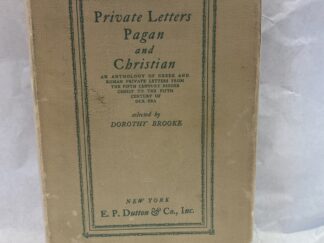 Private Letters
Pagan
and
Christian
AN ANTHOLOGY OF GREEK AND
ROMAN PRIVATE LETTERS FROM
THE FIFTH CENTURY BEFORE
CHRIST TO THE FIFTH
CENTURY OF
OUR ERA
selected by
DOROTHY BROOKE
NEW YORK
E. P. Dutton & Co., Inc.